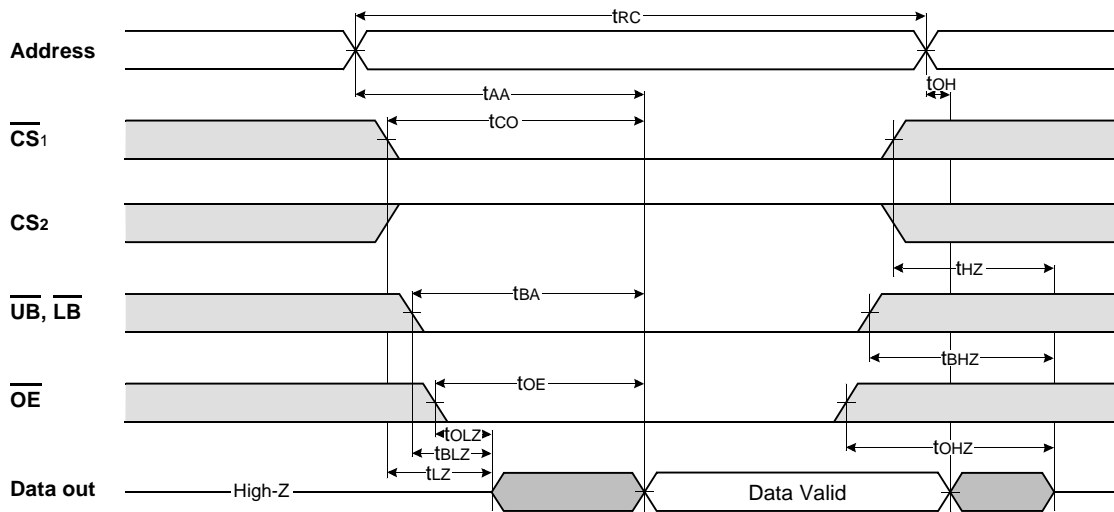 tRC
Address
tAA
tOH
CS1
tCO
CS2
tHZ
UB, LB
tBA
tBHZ
OE
tOE
tOLZ
tOHZ
tBLZ
tLZ
Data out
High-Z
Data Valid